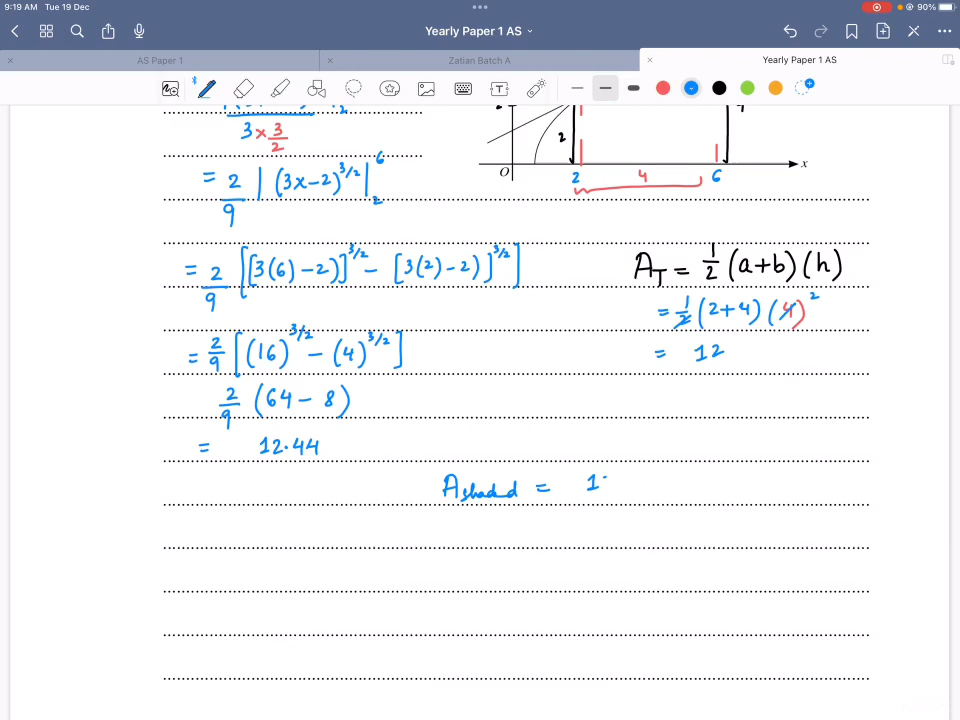 9:19 AM Tue 19 Dec
90%
Yearly Paper 1 AS
AS Paper 1
Zatian Batch A
Yearly Paper 1 AS
3 × 3/2
2
O
2
4
6
x
= 2/9 | (3x-2)^3/2 |_2^6
= 2/9 [[3(6)-2)]^3/2 - [3(2)-2)]^3/2]
A_T = 1/2 (a+b)(h)
= 1/2 (2+4) (4) 2
= 2/9 [(16)^3/2 - (4)^3/2]
= 12
2/9 (64 - 8)
= 12.44
A shaded = 1